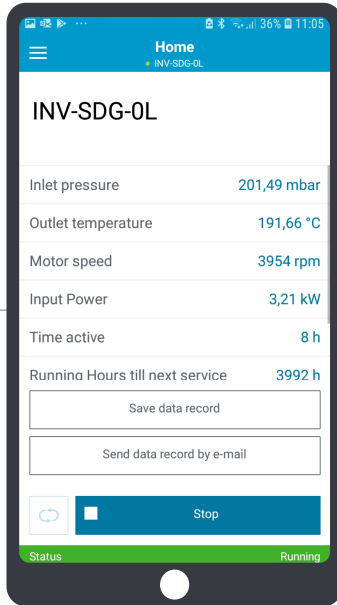 36% 11:05
Home
INV-SDG-0L
INV-SDG-0L
Inlet pressure 201,49 mbar
Outlet temperature 191,66 °C
Motor speed 3954 rpm
Input Power 3,21 kW
Time active 8 h
Running Hours till next service 3992 h
Save data record
Send data record by e-mail
Stop
Status Running